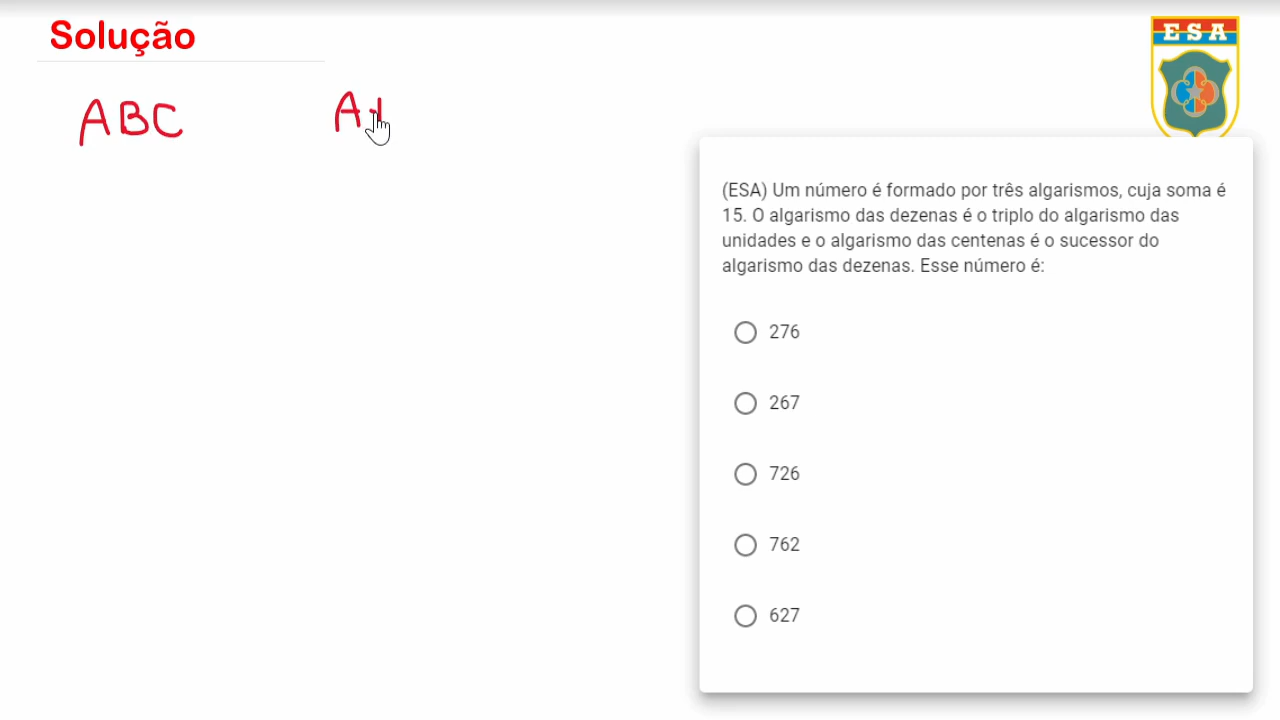 Solução
ESA
ABC
A+
(ESA) Um número é formado por três algarismos, cuja soma é
15. O algarismo das dezenas é o triplo do algarismo das
unidades e o algarismo das centenas é o sucessor do
algarismo das dezenas. Esse número é:
276
267
726
762
627